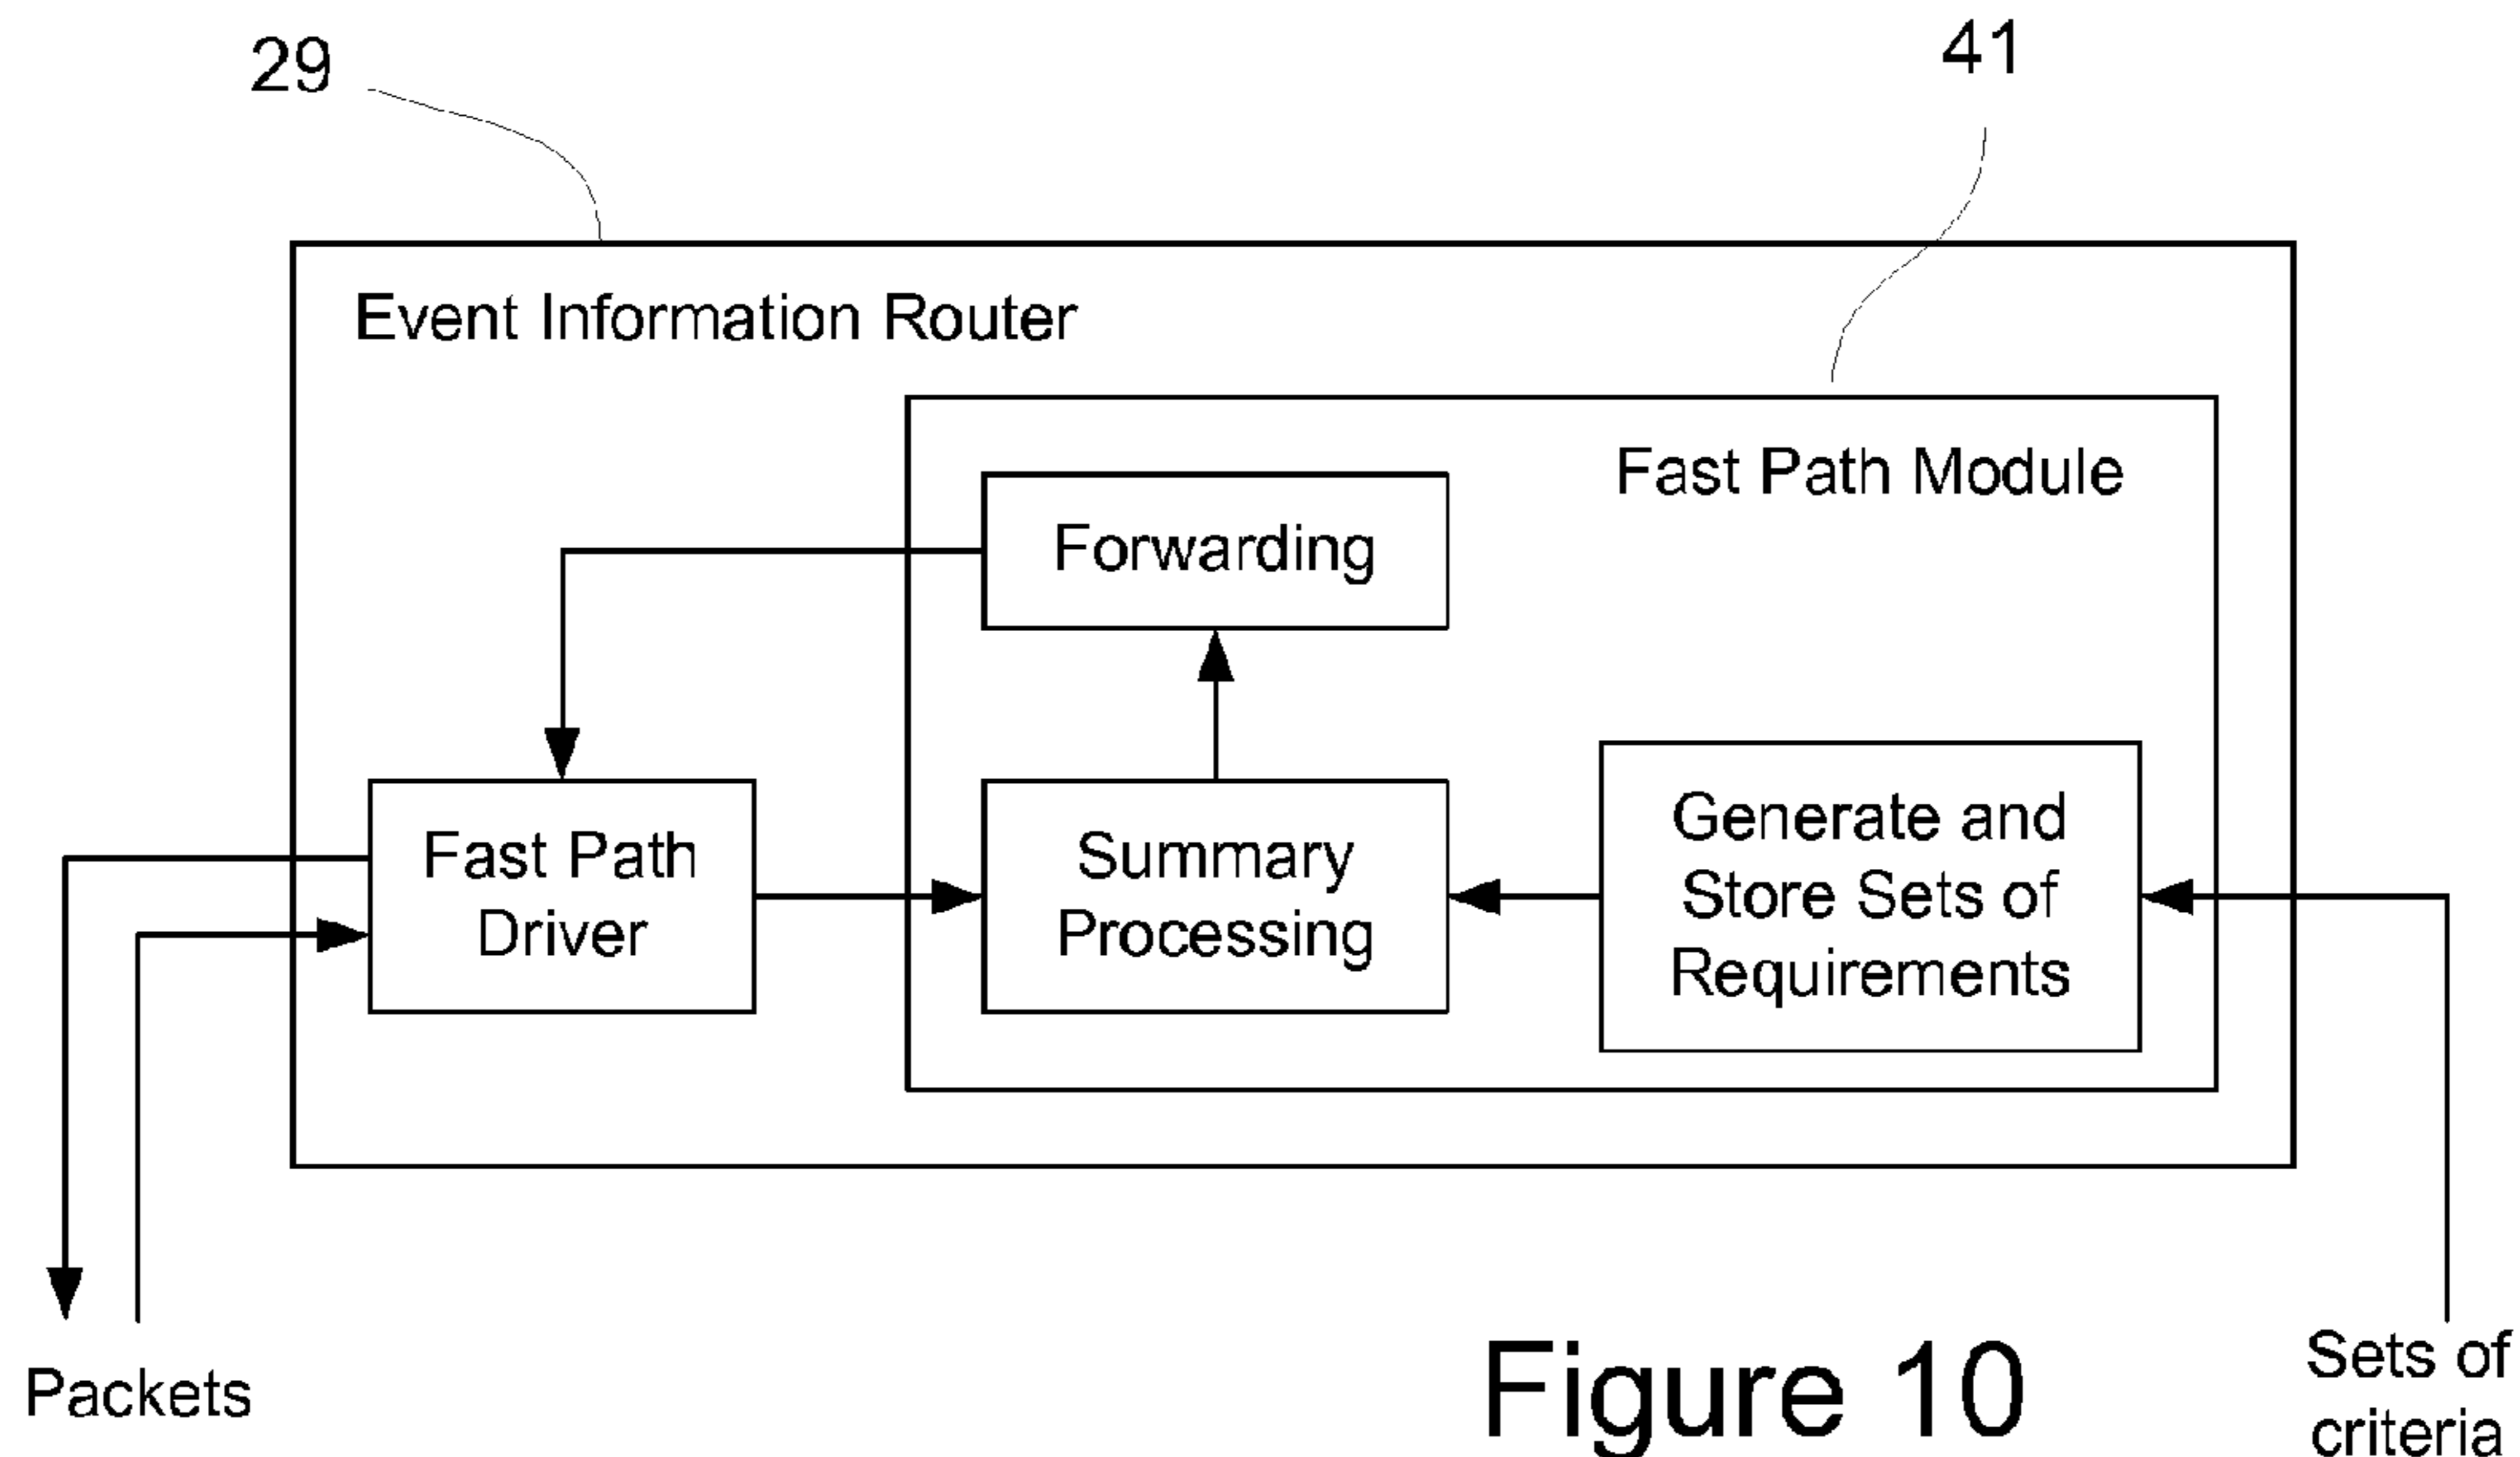 29
41
Event Information Router
Fast Path Module
Forwarding
Fast Path
Driver
Summary
Processing
Generate and
Store Sets of
Requirements
Packets
Figure 10
Sets of
criteria